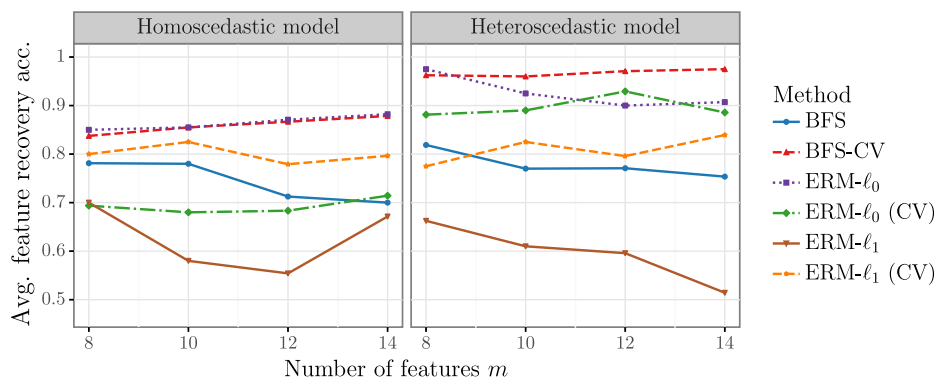 Homoscedastic model
Heteroscedastic model
Avg. feature recovery acc.
1
0.9
0.8
0.7
0.6
0.5
8
10
12
14
8
10
12
14
Number of features m
Method
BFS
BFS-CV
ERM-ℓ₀
ERM-ℓ₀ (CV)
ERM-ℓ₁
ERM-ℓ₁ (CV)